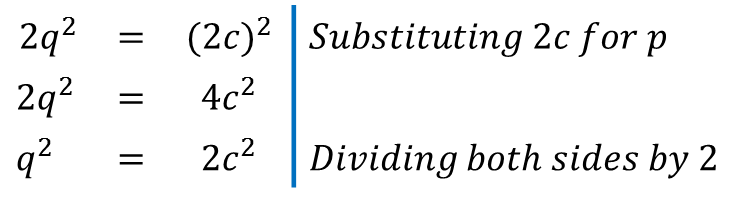 2q² = (2c)² Substituting 2c for p
2q² = 4c²
q² = 2c² Dividing both sides by 2